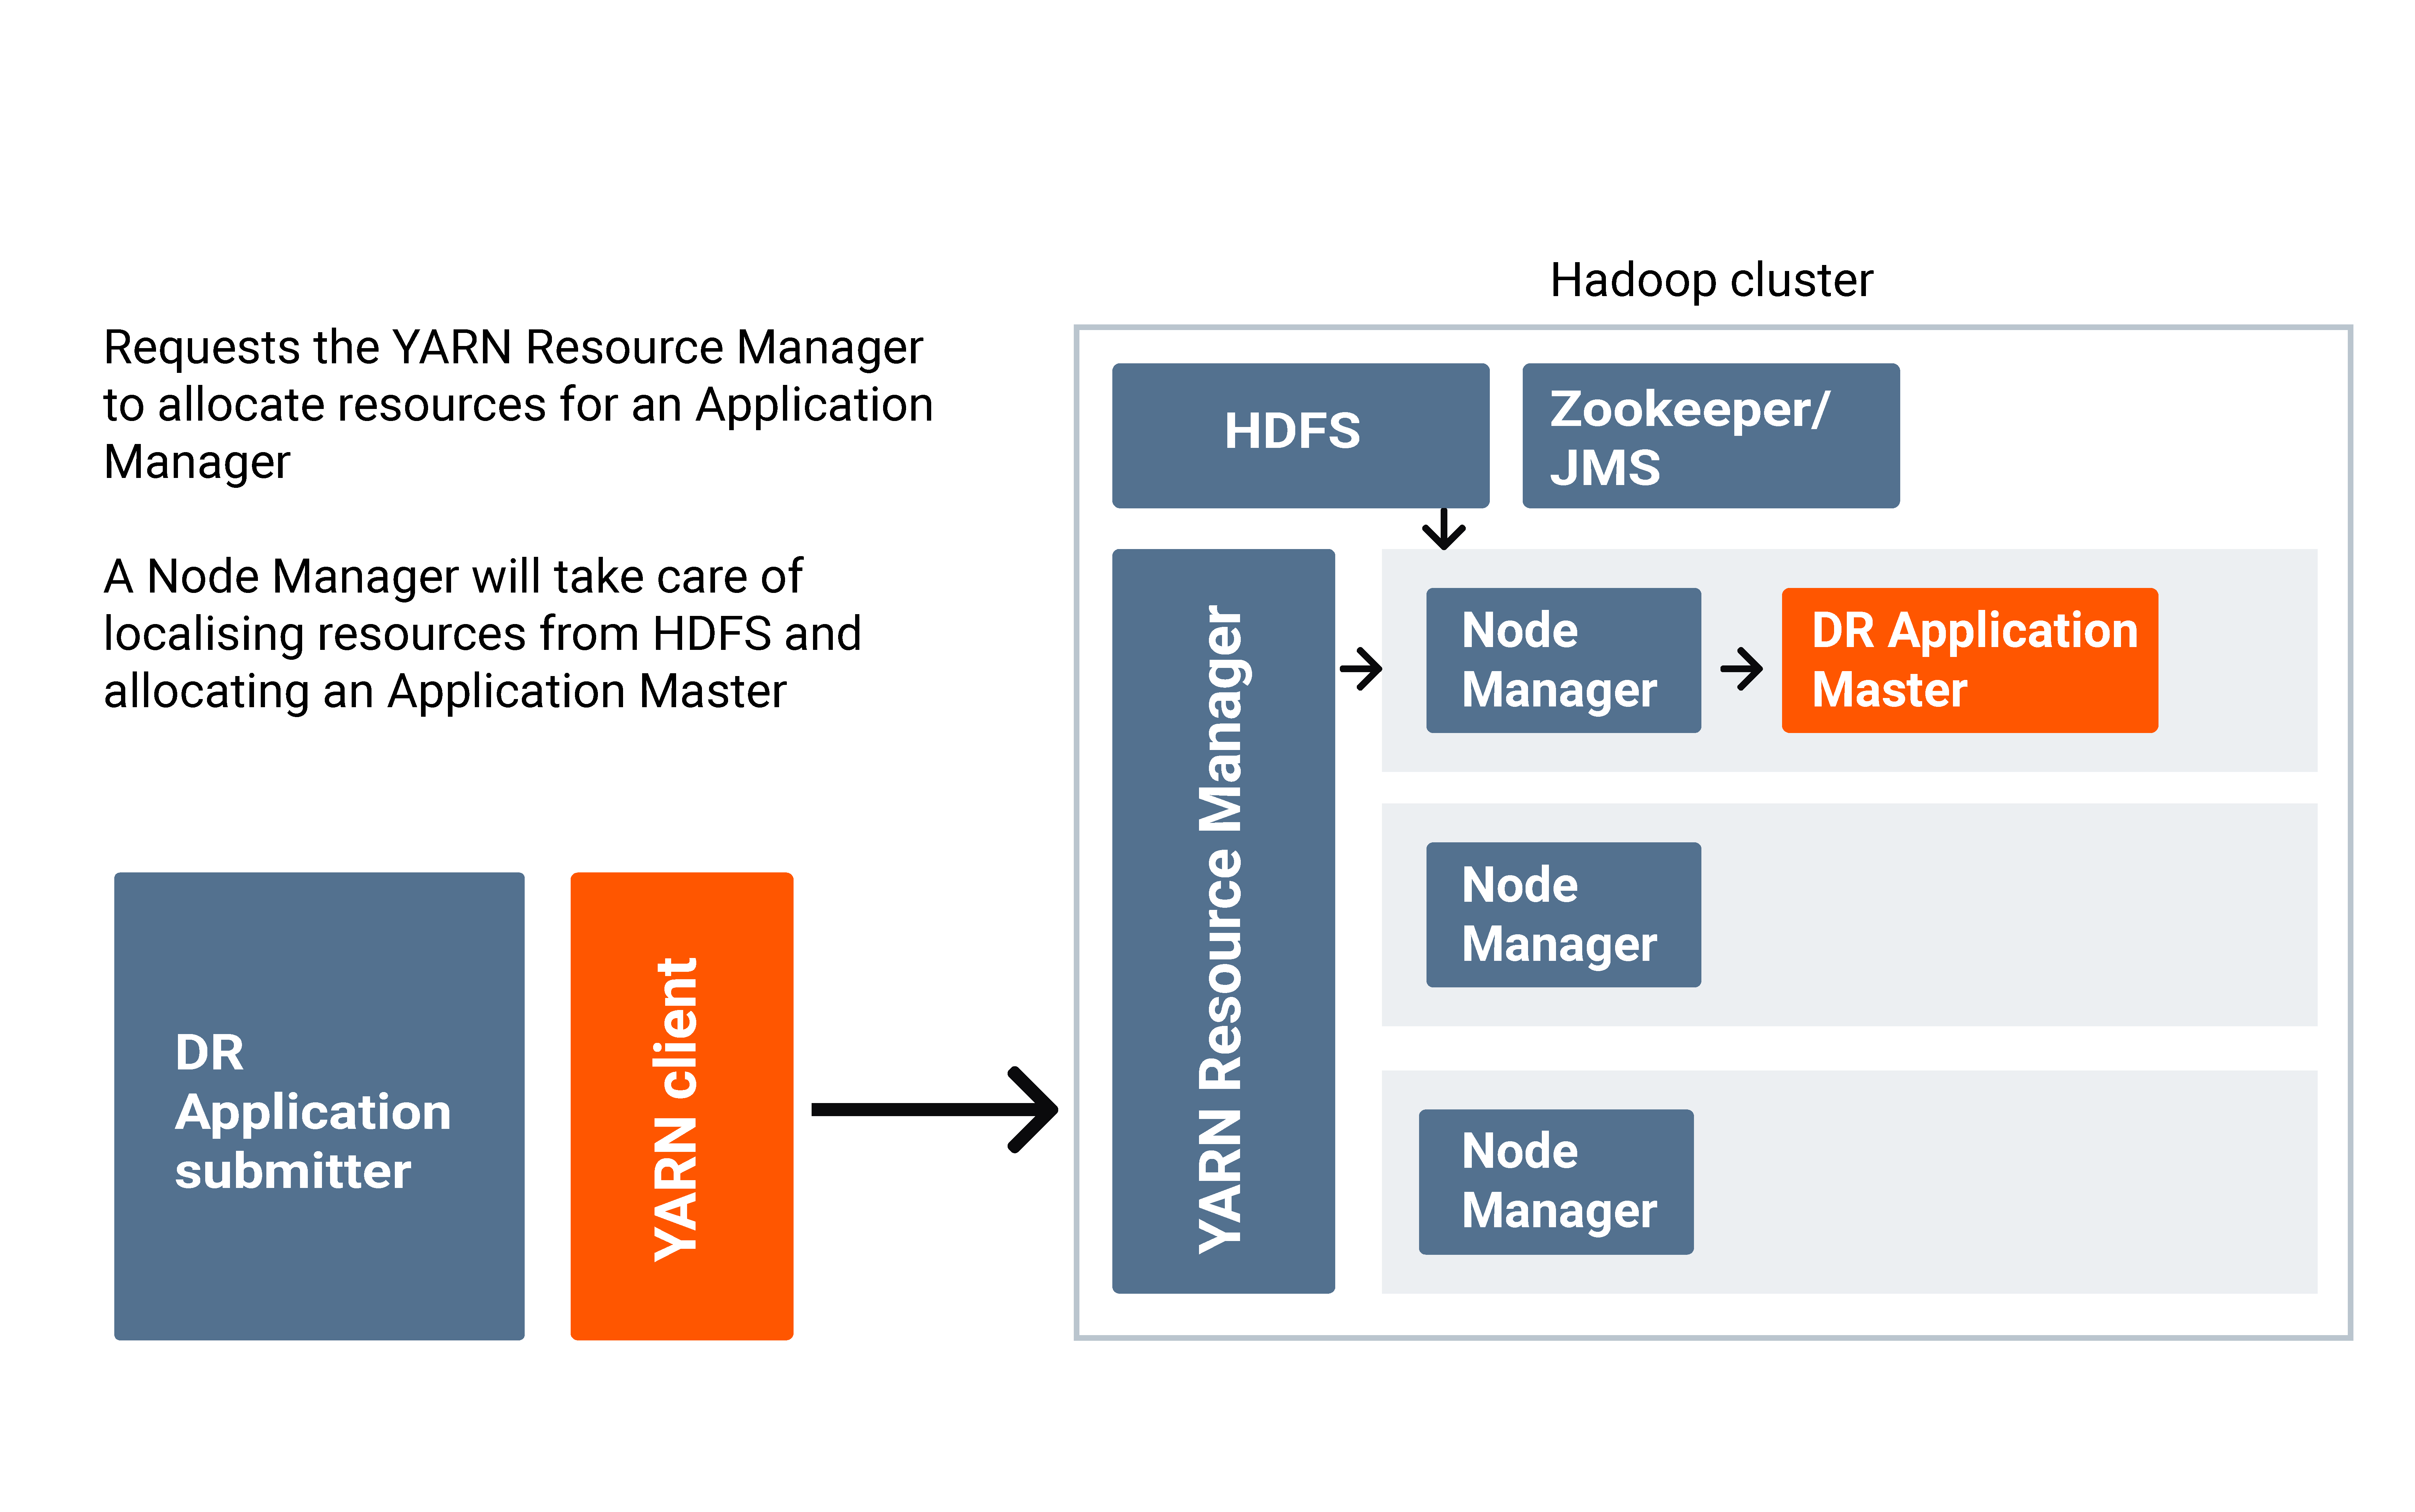 Requests the YARN Resource Manager
to allocate resources for an Application
Manager
A Node Manager will take care of
localising resources from HDFS and
allocating an Application Master
DR
Application
submitter
YARN client
Hadoop cluster
HDFS
Zookeeper/
JMS
YARN Resource Manager
Node
Manager
DR Application
Master
Node
Manager
Node
Manager